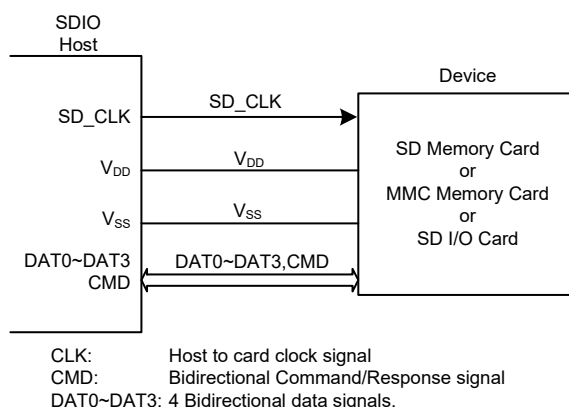 SDIO
Host
Device
SD_CLK
SD_CLK
VDD
VDD
VSS
VSS
DAT0~DAT3
CMD
DAT0~DAT3,CMD
SD Memory Card
or
MMC Memory Card
or
SD I/O Card
CLK: Host to card clock signal
CMD: Bidirectional Command/Response signal
DAT0~DAT3: 4 Bidirectional data signals.